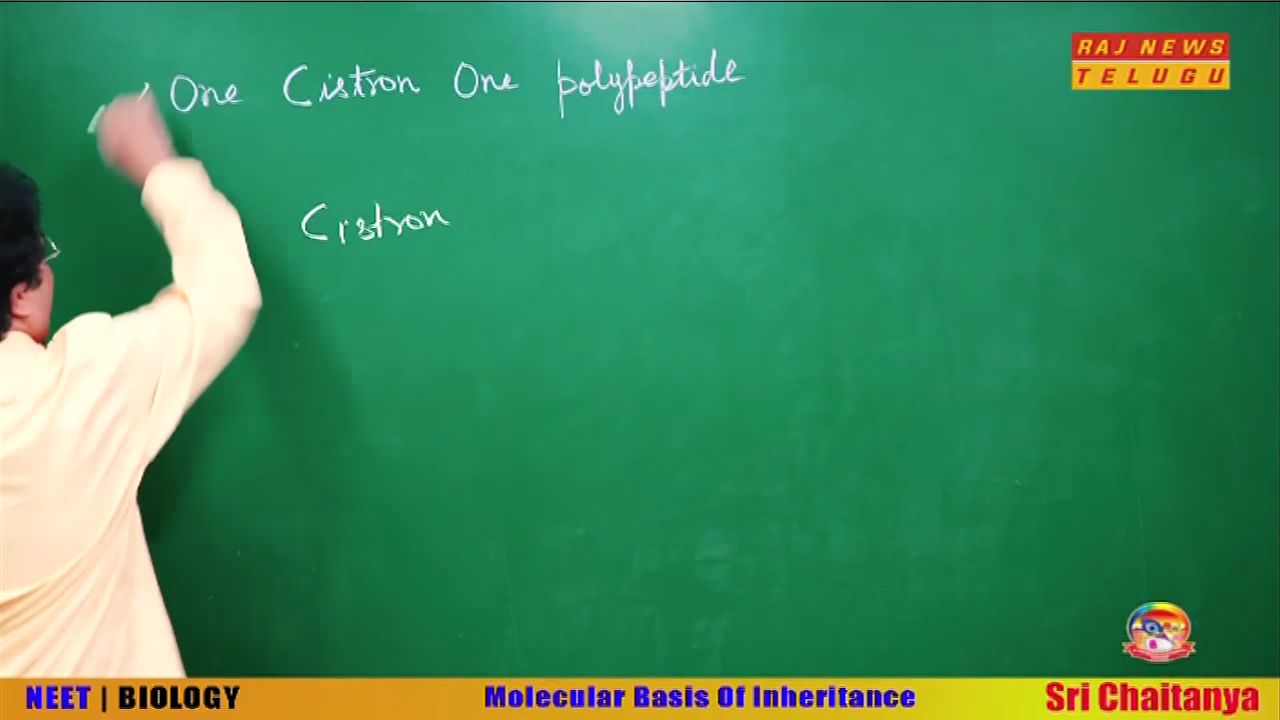 RAJ NEWS
TELUGU
One Cistron One polypeptide
Cistron
NEET | BIOLOGY
Molecular Basis Of Inheritance
Sri Chaitanya